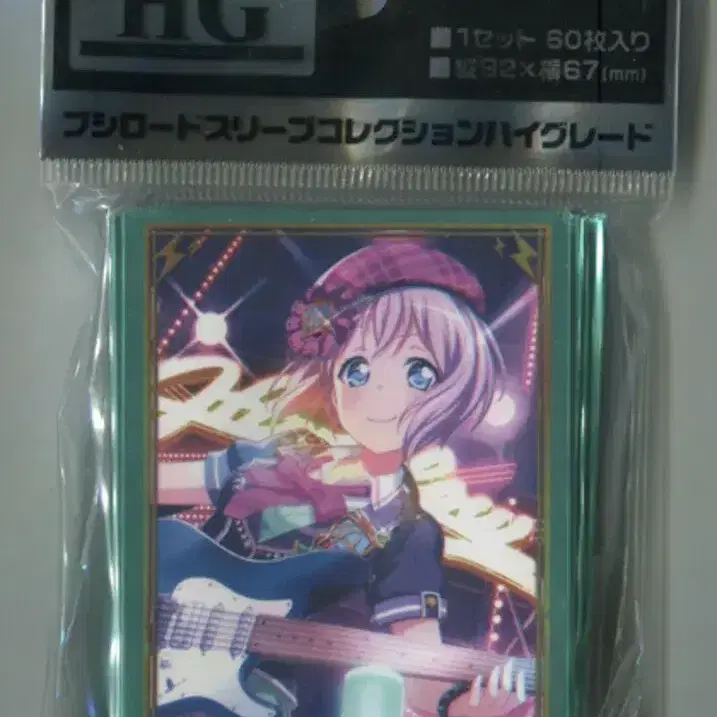 HG
■1セット 60枚入り
■縦92×横67(mm)
ブシロードスリーブコレクションハイグレード